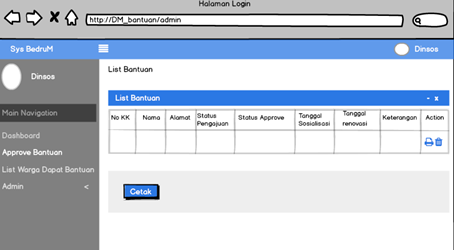 Halaman Login
http://DM_bantuan/admin
Sys BedruM
Dinsos
Dinsos
List Bantuan
Main Navigation
Dashboard
Approve Bantuan
List Warga Dapat Bantuan
Admin <
List Bantuan - x
No KK Nama Alamat Status Pengajuan Status Approve Tanggal Sosialisasi Tanggal renovasi Keterangan Action
Cetak